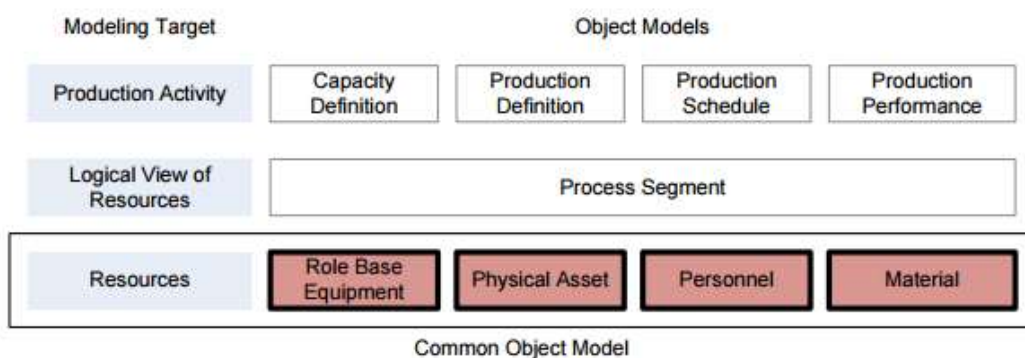 Modeling Target
Object Models
Production Activity
Capacity
Definition
Production
Definition
Production
Schedule
Production
Performance
Logical View of
Resources
Process Segment
Resources
Role Base
Equipment
Physical Asset
Personnel
Material
Common Object Model